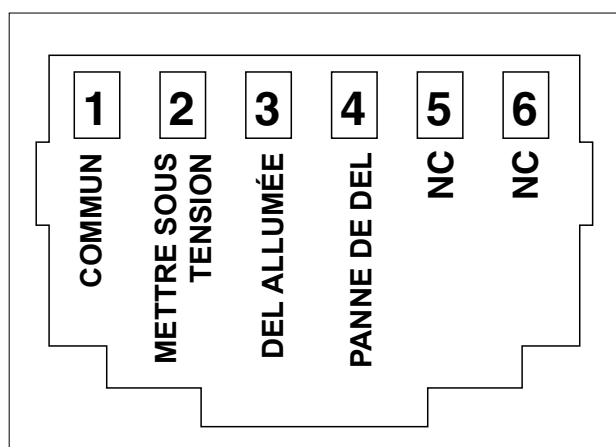 1 2 3 4 5 6
COMMUN
METTRE SOUS
TENSION
DEL ALLUMÉE
PANNE DE DEL
NC
NC